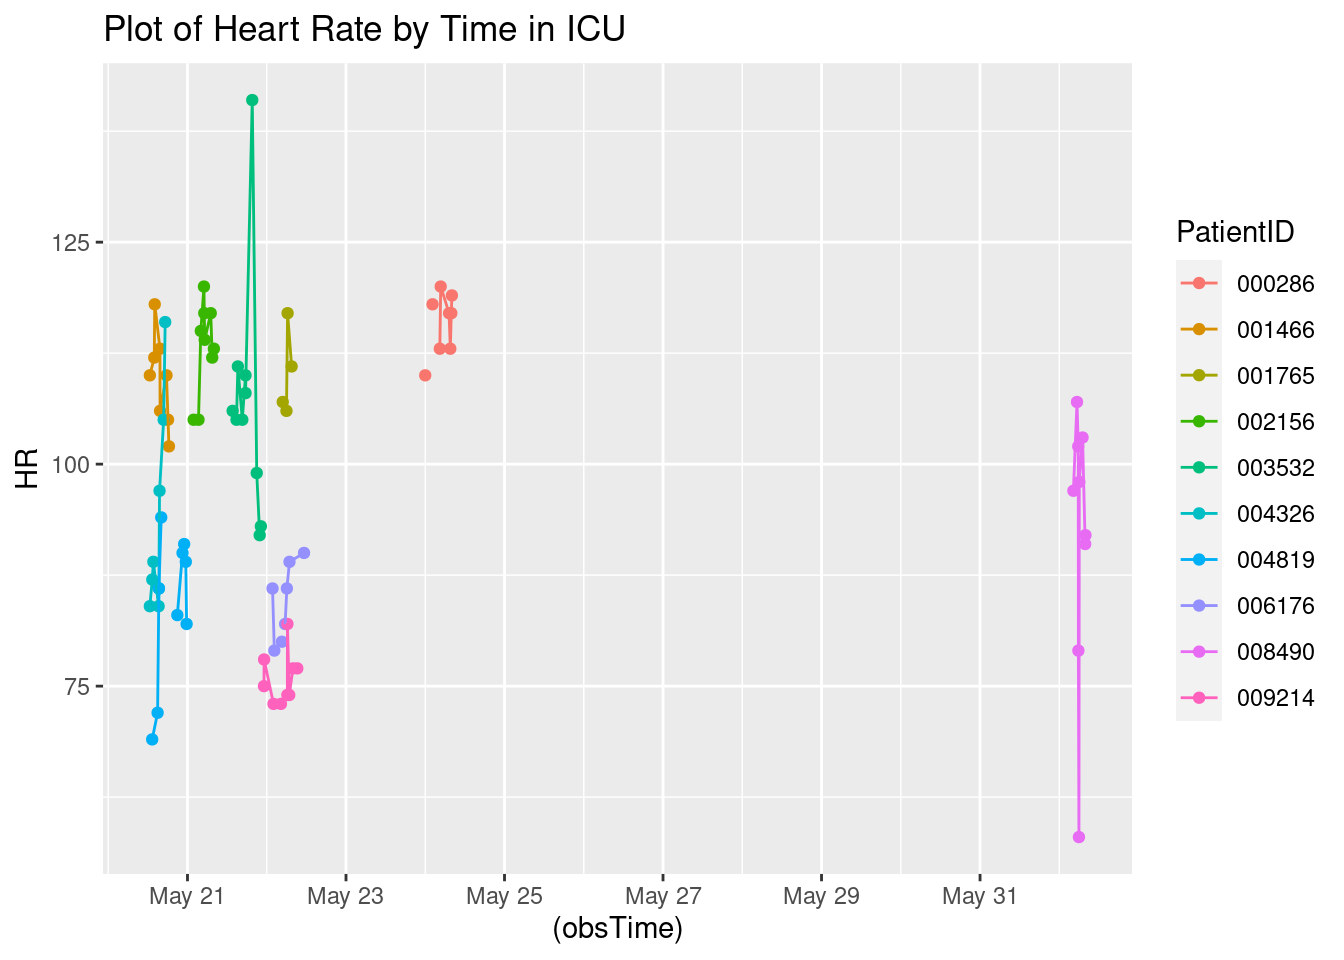 Plot of Heart Rate by Time in ICU
125
100
75
HR
May 21
May 23
May 25
May 27
May 29
May 31
(obsTime)
PatientID
000286
001466
001765
002156
003532
004326
004819
006176
008490
009214